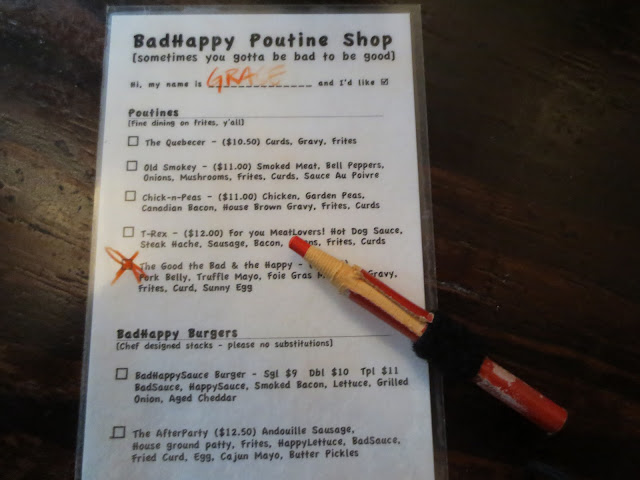 BadHappy Poutine Shop
(sometimes you gotta be bad to be good)
Hi, my name is GRACE and I'd like ☑
Poutines
(Fine dining on frites, y'all)
The Quebecer - ($10.50) Curds, Gravy, Frites
Old Smokey - ($11.00) Smoked Meat, Bell Peppers,
Onions, Mushrooms, Frites, Curds, Sauce Au Poivre
Chick-n-Peas - ($11.00) Chicken, Garden Peas,
Canadian Bacon, House Brown Gravy, Frites, Curds
T-Rex - ($12.00) For you MeatLovers! Hot Dog Sauce,
Steak Hache, Sausage, Bacon, Frites, Curds
The Good the Bad & the Happy - (
Pork Belly, Truffle Mayo, Foie Gras Gravy,
Frites, Curd, Sunny Egg
BadHappy Burgers
(Chef designed stacks - please no substitutions)
BadHappySauce Burger - Sgl $9 Dbl $10 Tpl $11
BadSauce, HappySauce, Smoked Bacon, Lettuce, Grilled
Onion, Aged Cheddar
The AfterParty - ($12.50) Andouille Sausage,
House ground patty, Frites, HappyLettuce, BadSauce,
Fried Curd, Egg, Cajun Mayo, Butter Pickles